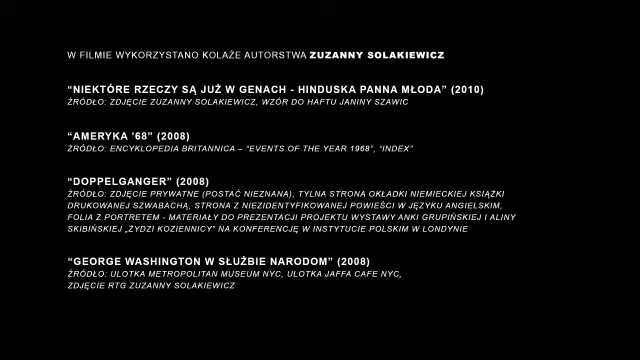 W FILMIE WYKORZYSTANO KOLAŻE AUTORSTWA ZUZANNY SOLAKIEWICZ
“NIEKTÓRE RZECZY SĄ JUŻ W GENACH - HINDUSKA PANNA MŁODA” (2010)
ŹRÓDŁO: ZDJĘCIE ZUZANNY SOLAKIEWICZ, WZÓR DO HAFTU JANINY SZAWIC
“AMERYKA ’68” (2008)
ŹRÓDŁO: ENCYKLOPEDIA BRITANNICA – “EVENTS OF THE YEAR 1968”, “INDEX”
“DOPPELGANGER” (2008)
ŹRÓDŁO: ZDJĘCIE PRYWATNE (POSTAĆ NIEZNANA), TYLNA STRONA OKŁADKI NIEMIECKIEJ KSIĄŻKI
DRUKOWANEJ SZWABACHĄ, STRONA Z NIEZIDENTYFIKOWANEJ POWIEŚCI W JĘZYKU ANGIELSKIM,
FOLIA Z PORTRETEM - MATERIAŁY DO PREZENTACJI PROJEKTU WYSTAWY ANKI GRUPIŃSKIEJ I ALINY
SKIBIŃSKIEJ „ŻYDZI KOZIENNICY” NA KONFERENCJĘ W INSTYTUCIE POLSKIM W LONDYNIE
“GEORGE WASHINGTON W SŁUŻBIE NARODOM” (2008)
ŹRÓDŁO: ULOTKA METROPOLITAN MUSEUM NYC, ULOTKA JAFFA CAFE NYC,
ZDJĘCIE RTG ZUZANNY SOLAKIEWICZ